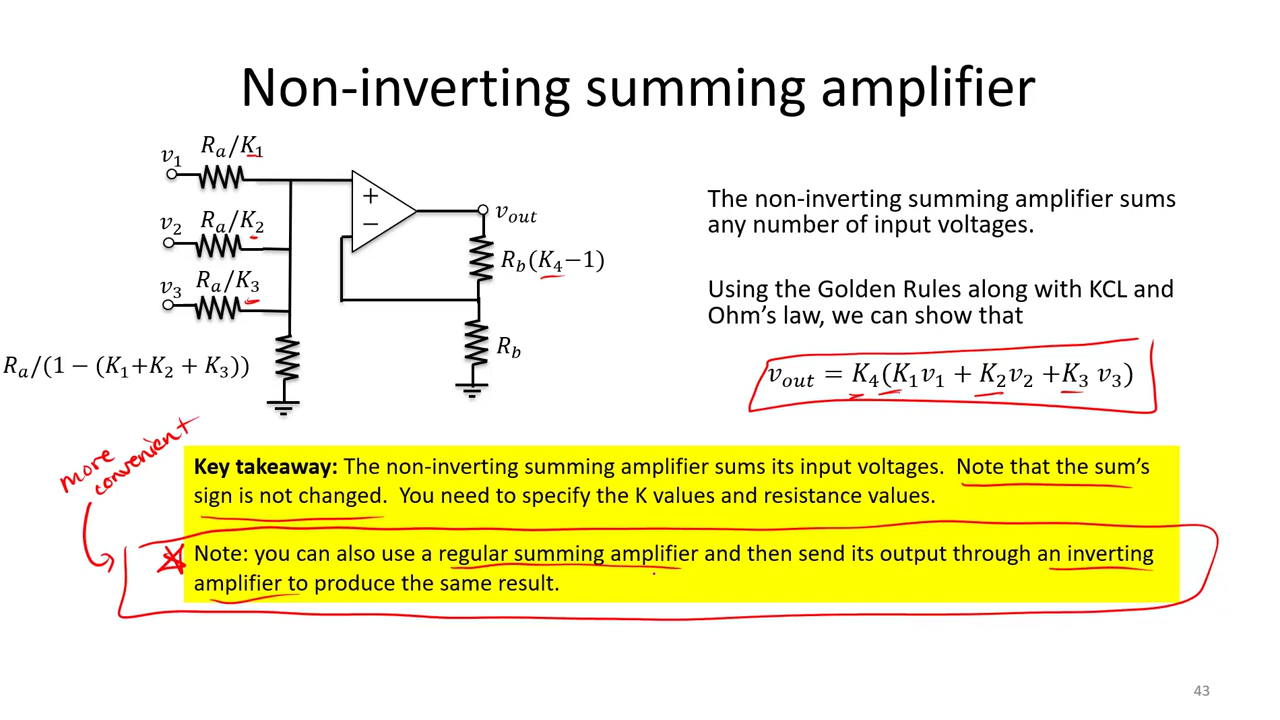 Non-inverting summing amplifier
v₁
Rₐ/K₁
v₂
Rₐ/K₂
v₃
Rₐ/K₃
Rₐ/(1 − (K₁+K₂ + K₃))
+
−
v_out
R_b(K₄−1)
R_b
The non-inverting summing amplifier sums
any number of input voltages.
Using the Golden Rules along with KCL and
Ohm's law, we can show that
v_out = K₄(K₁v₁ + K₂v₂ +K₃ v₃)
more
convenient
Key takeaway: The non-inverting summing amplifier sums its input voltages. Note that the sum's
sign is not changed. You need to specify the K values and resistance values.
Note: you can also use a regular summing amplifier and then send its output through an inverting
amplifier to produce the same result.
43